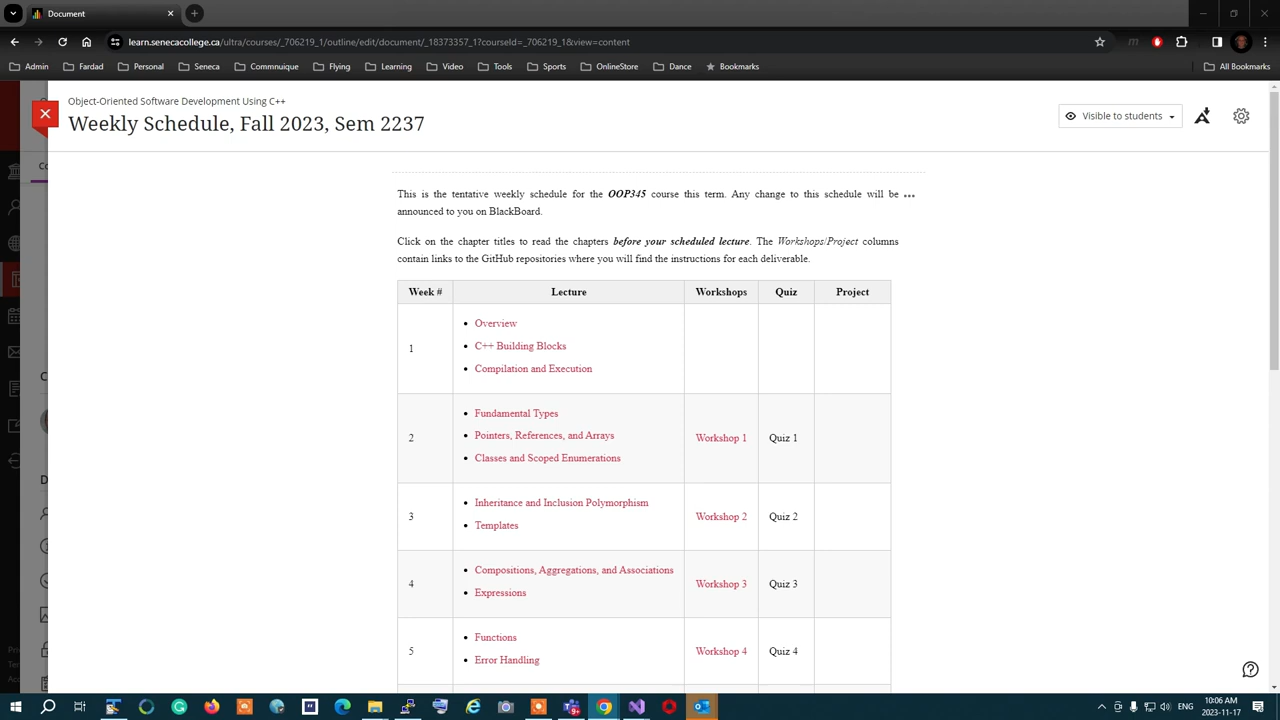 Document
learn.senecacollege.ca/ultra/courses/_706219_1/outline/edit/document/_18373357_1?courseId=_706219_1&view=content
Admin Fardad Commnunique Seneca Flying Learning Video Tools Sports OnlineStore Dance Bookmarks All Bookmarks
Object-Oriented Software Development Using C++
Weekly Schedule, Fall 2023, Sem 2237
Visible to students
This is the tentative weekly schedule for the OOP345 course this term. Any change to this schedule will be
announced to you on BlackBoard.
Click on the chapter titles to read the chapters before your scheduled lecture. The Workshops/Project columns
contain links to the GitHub repositories where you will find the instructions for each deliverable.
Week # Lecture Workshops Quiz Project
1
Overview
C++ Building Blocks
Compilation and Execution
2
Fundamental Types
Pointers, References, and Arrays
Classes and Scoped Enumerations
Workshop 1 Quiz 1
3
Inheritance and Inclusion Polymorphism
Templates
Workshop 2 Quiz 2
4
Compositions, Aggregations, and Associations
Expressions
Workshop 3 Quiz 3
5
Functions
Error Handling
Workshop 4 Quiz 4
ENG
10:06 AM
2023-11-17